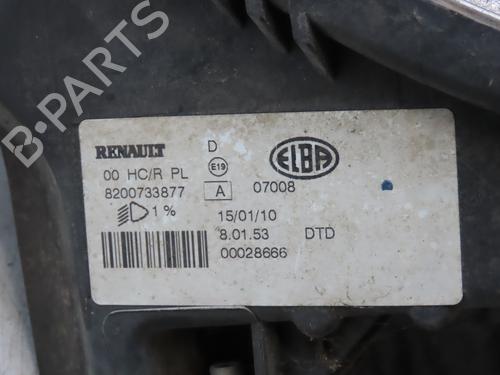 B-PARTS
RENAULT D ELBA
00 HC/R PL E19
8200733877 A 07008
1 % 15/01/10
8.01.53 DTD
00028666